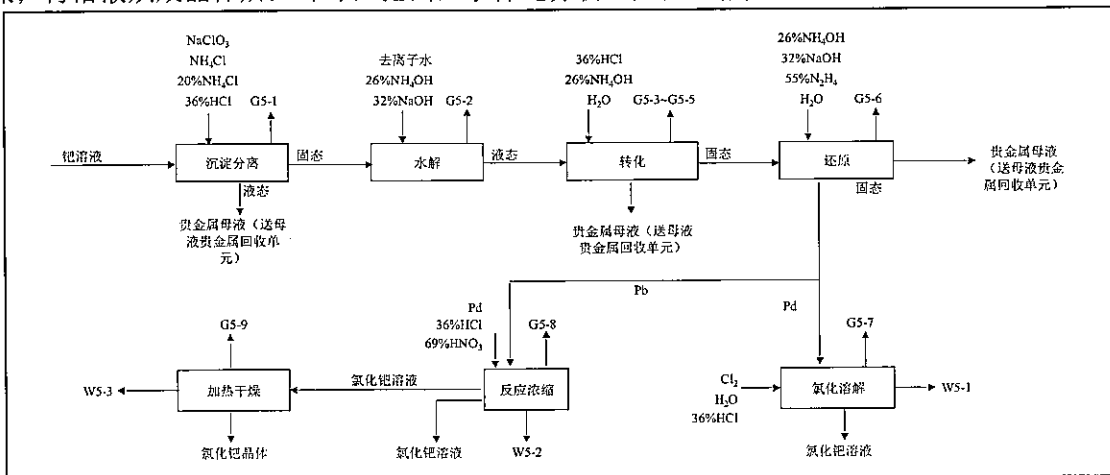 NaClO₃
NH₄Cl
20%NH₄Cl
36%HCl
G5-1
去离子水
26%NH₄OH
32%NaOH
G5-2
36%HCl
26%NH₄OH
H₂O
G5-3~G5-5
26%NH₄OH
32%NaOH
55%N₂H₄
H₂O
G5-6
钯溶液
沉淀分离
固态
水解
液态
转化
固态
还原
固态
贵金属母液
(送母液贵金
属回收单元)
液态
贵金属母液(送母
液贵金属回收单
元)
贵金属母液(送母液
贵金属回收单元)
Pb
Pd
G5-9
Pd
36%HCl
69%HNO₃
G5-8
G5-7
W5-3
加热干燥
氯化钯溶液
反应浓缩
Cl₂
H₂O
36%HCl
氯化溶解
W5-1
氯化钯晶体
氯化钯溶液
W5-2
氯化钯溶液